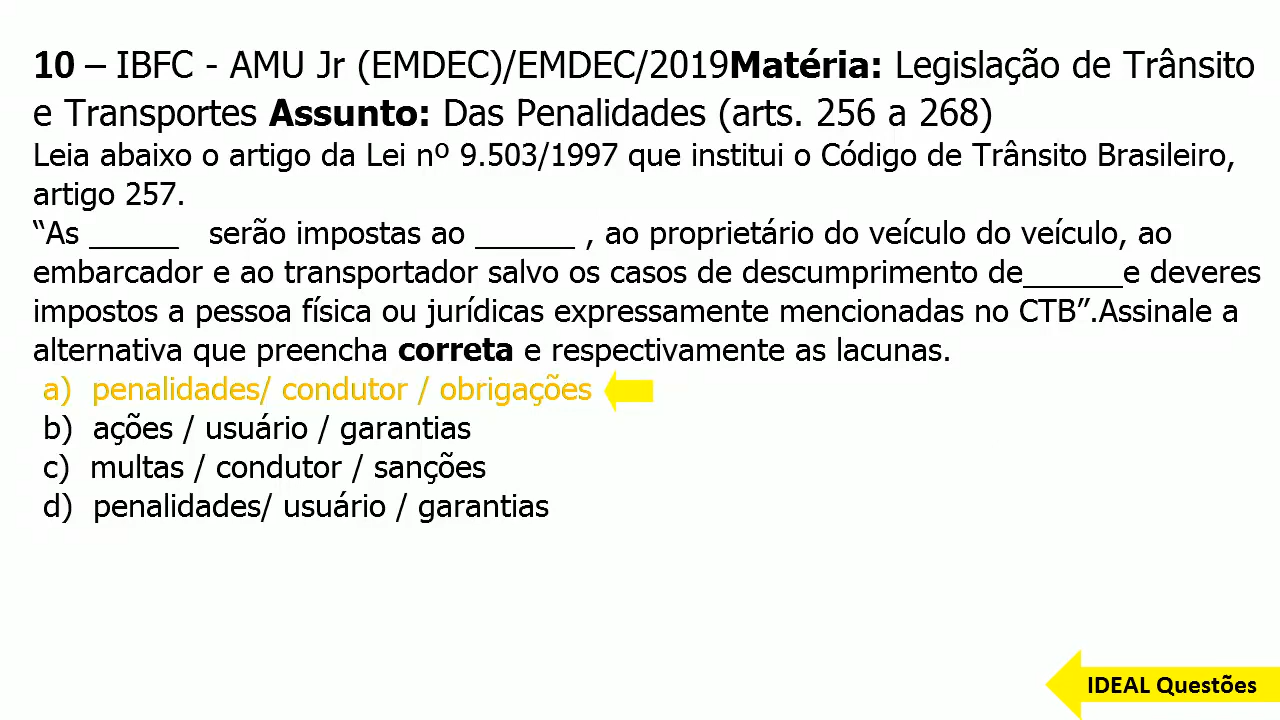 10 – IBFC - AMU Jr (EMDEC)/EMDEC/2019Matéria: Legislação de Trânsito
e Transportes Assunto: Das Penalidades (arts. 256 a 268)
Leia abaixo o artigo da Lei nº 9.503/1997 que institui o Código de Trânsito Brasileiro,
artigo 257.
“As _____ serão impostas ao ______ , ao proprietário do veículo do veículo, ao
embarcador e ao transportador salvo os casos de descumprimento de______e deveres
impostos a pessoa física ou jurídicas expressamente mencionadas no CTB”.Assinale a
alternativa que preencha correta e respectivamente as lacunas.
a) penalidades/ condutor / obrigações
b) ações / usuário / garantias
c) multas / condutor / sanções
d) penalidades/ usuário / garantias
IDEAL Questões